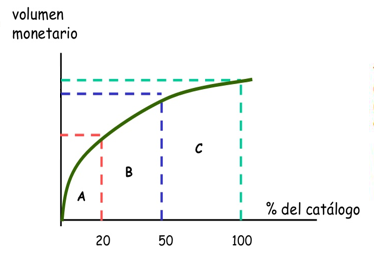 volumen
monetario
A
B
C
% del catálogo
20 50 100